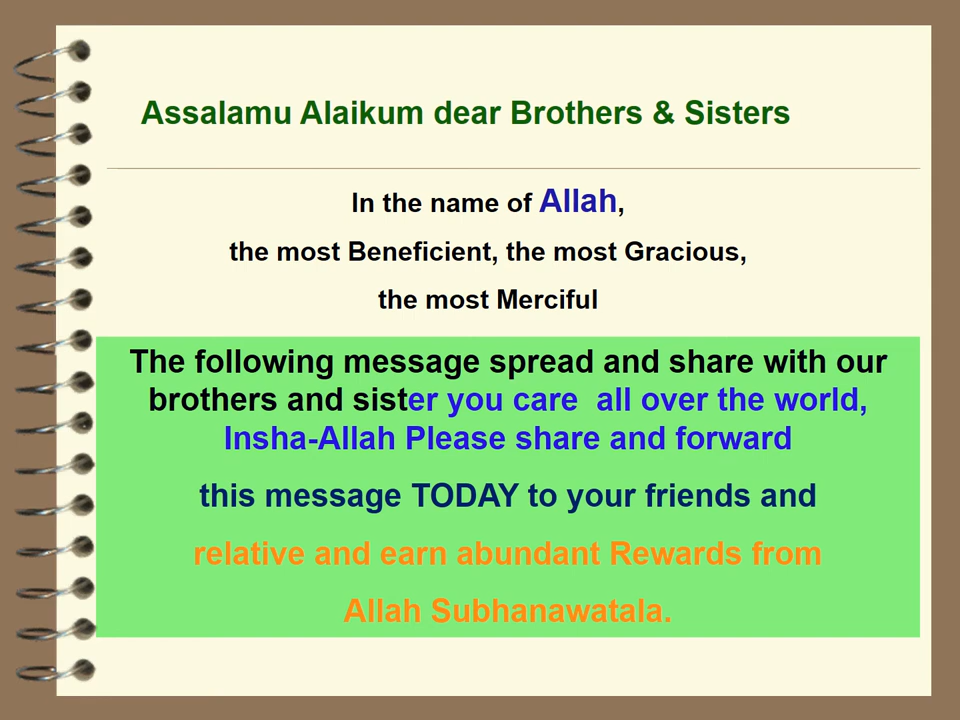 Assalamu Alaikum dear Brothers & Sisters
In the name of Allah,
the most Beneficient, the most Gracious,
the most Merciful
The following message spread and share with our
brothers and sister you care  all over the world,
Insha-Allah Please share and forward
this message TODAY to your friends and
relative and earn abundant Rewards from
Allah Subhanawatala.